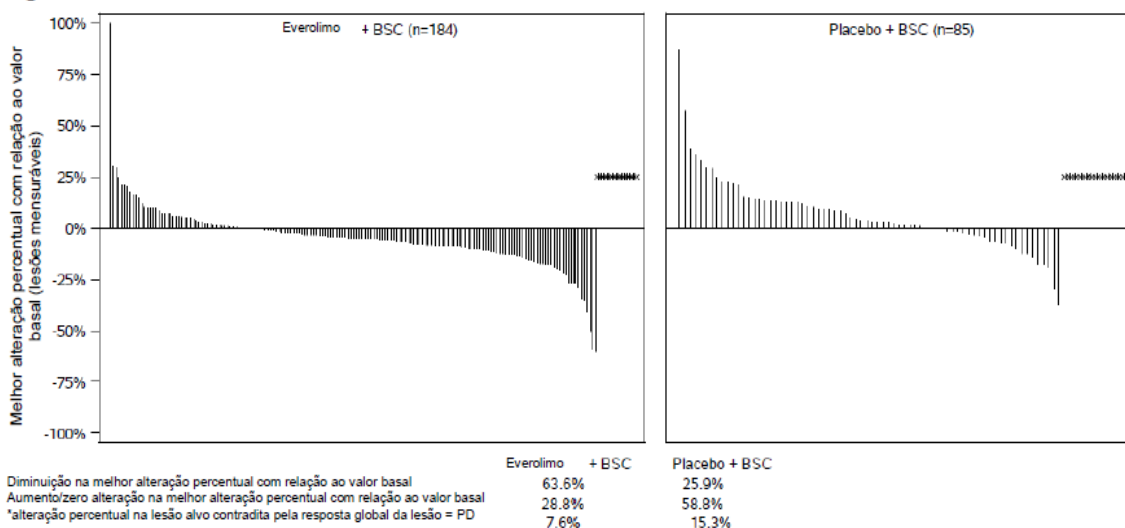 Everolimo + BSC (n=184)
Placebo + BSC (n=85)
Melhor alteração percentual com relação ao valor
basal (lesões mensuráveis)
100%
75%
50%
25%
0%
-25%
-50%
-75%
-100%
Everolimo + BSC Placebo + BSC
Diminuição na melhor alteração percentual com relação ao valor basal 63.6% 25.9%
Aumento/zero alteração na melhor alteração percentual com relação ao valor basal 28.8% 58.8%
*alteração percentual na lesão alvo contradita pela resposta global da lesão = PD 7.6% 15.3%